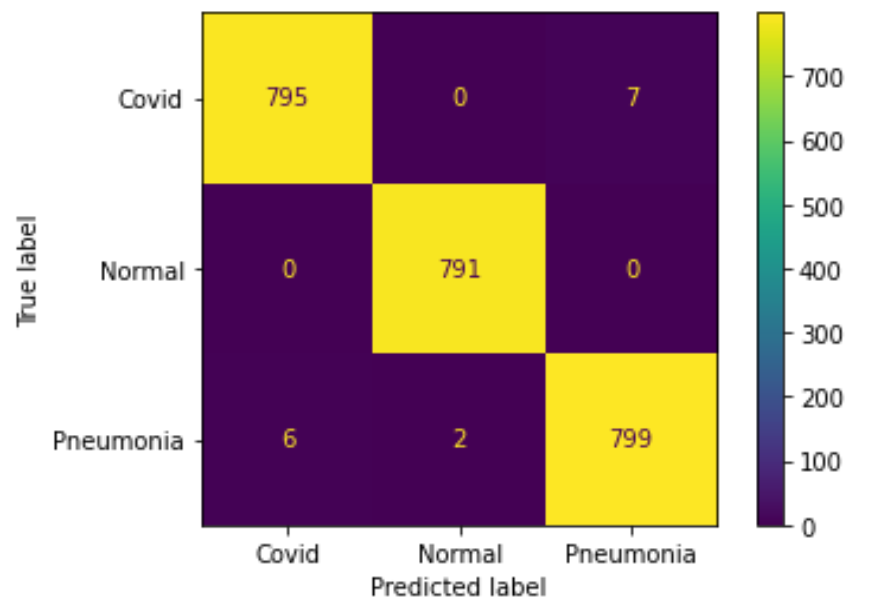 Covid 795 0 7
Normal 0 791 0
Pneumonia 6 2 799
Covid Normal Pneumonia
Predicted label
True label
700
600
500
400
300
200
100
0